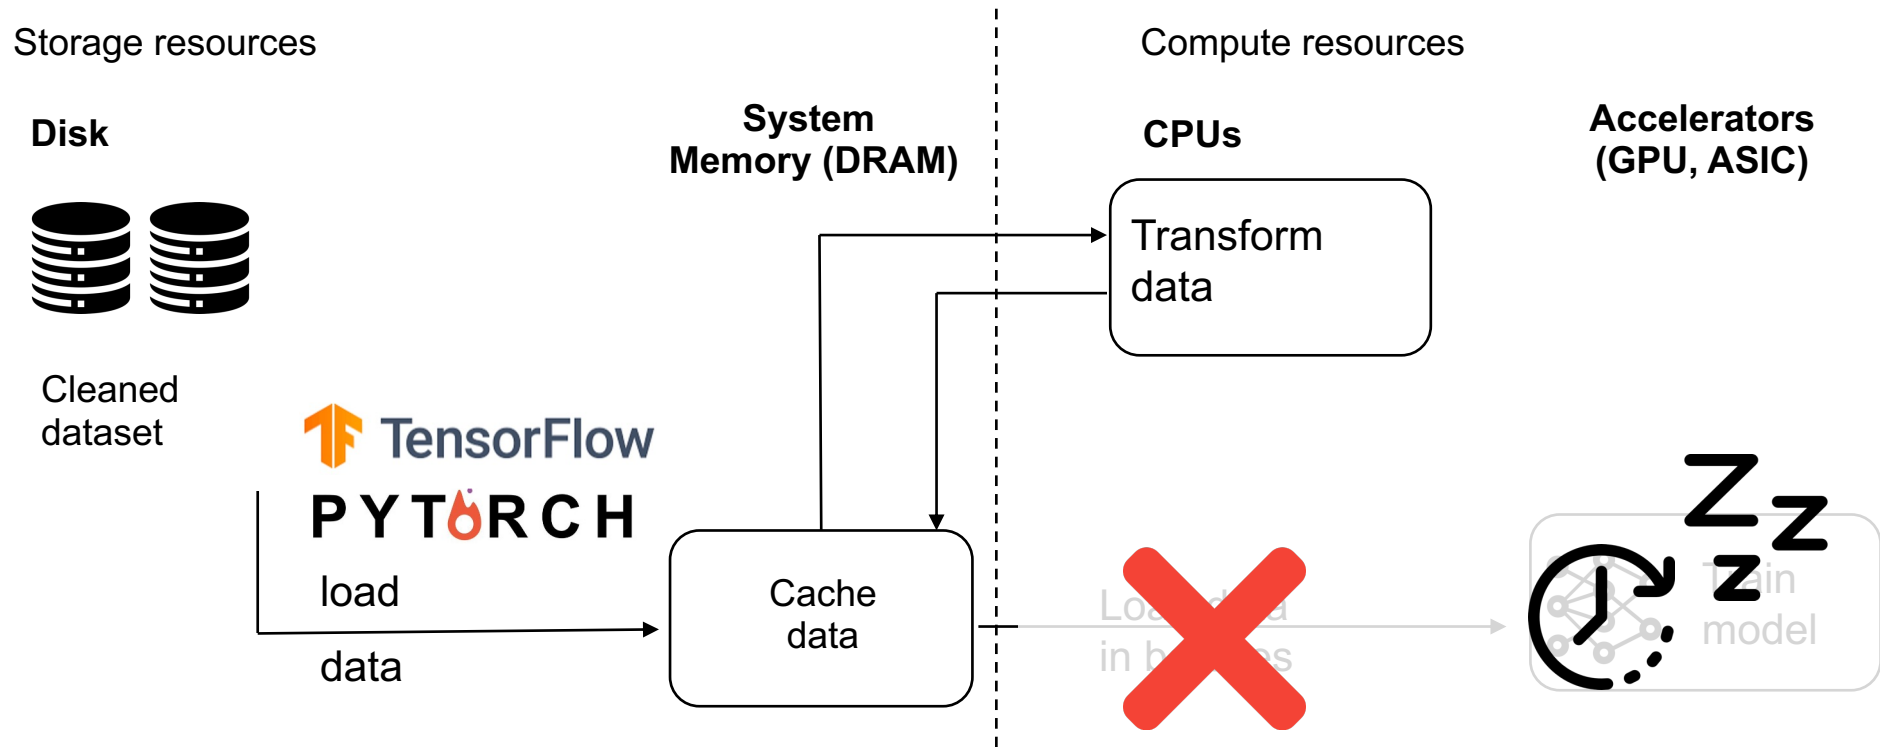 Storage resources
Compute resources
Disk
System
Memory (DRAM)
CPUs
Accelerators
(GPU, ASIC)
Transform
data
Cleaned
dataset
TensorFlow
PYTORCH
load
data
Cache
data
in
model
Z
Z
Z